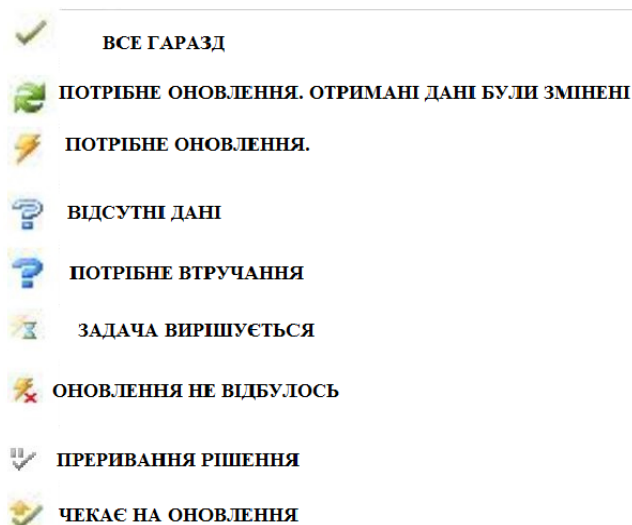 ВСЕ ГАРАЗД
ПОТРІБНЕ ОНОВЛЕННЯ. ОТРИМАНІ ДАНІ БУЛИ ЗМІНЕНІ
ПОТРІБНЕ ОНОВЛЕННЯ.
ВІДСУТНІ ДАНІ
ПОТРІБНЕ ВТРУЧАННЯ
ЗАДАЧА ВИРІШУЄТЬСЯ
ОНОВЛЕННЯ НЕ ВІДБУЛОСЬ
ПРЕРИВАННЯ РІШЕННЯ
ЧЕКАЄ НА ОНОВЛЕННЯ